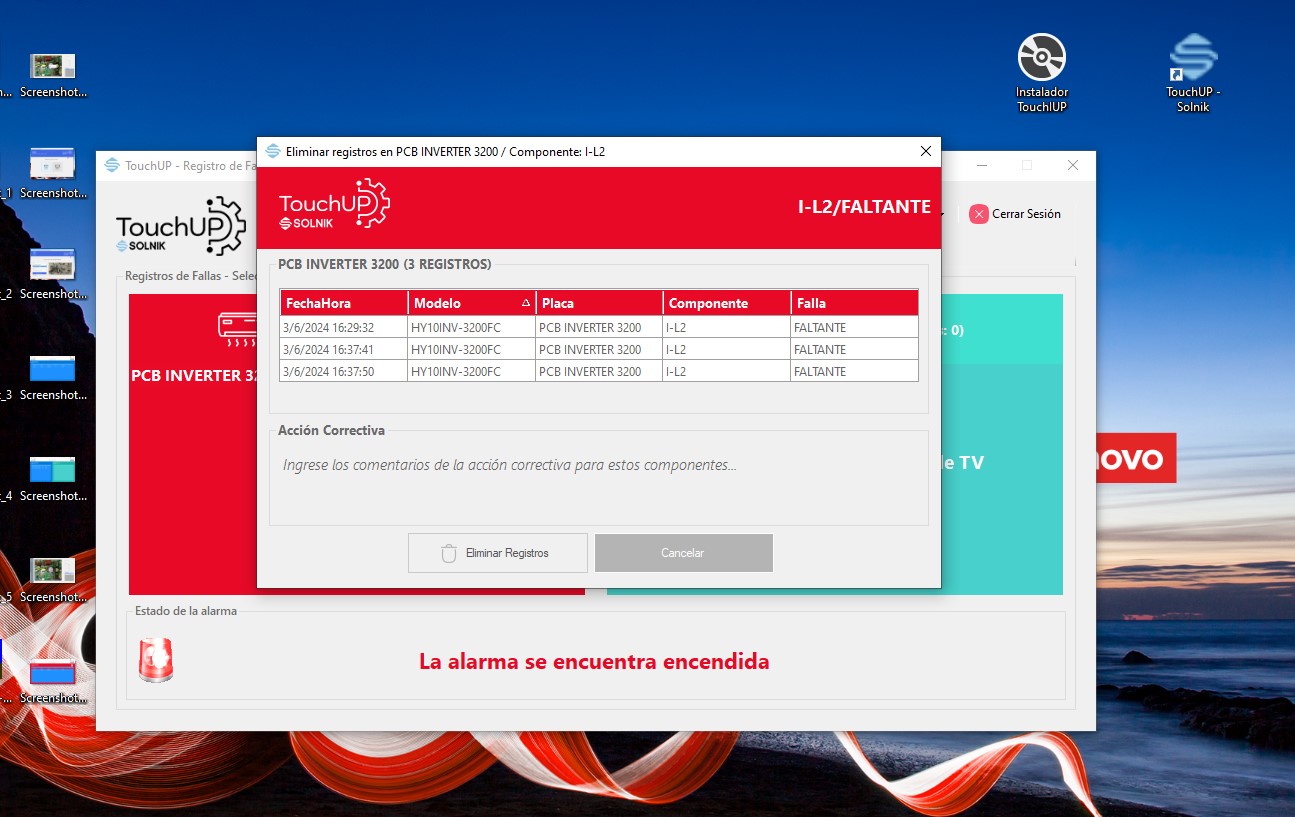 Screenshot...
Screenshot...
Screenshot...
Screenshot...
Screenshot...
Screenshot...
Screenshot...
_1
_2
_3
_4
_5
Instalador
TouchIUP
TouchUP -
Solnik
TouchUP - Registro de Fa
TouchUP
SOLNIK
Cerrar Sesión
Registros de Fallas - Selec
PCB INVERTER 32
s: 0)
de TV
Eliminar registros en PCB INVERTER 3200 / Componente: I-L2
TouchUP
SOLNIK
I-L2/FALTANTE
PCB INVERTER 3200 (3 REGISTROS)
FechaHora Modelo Placa Componente Falla
3/6/2024 16:29:32 HY10INV-3200FC PCB INVERTER 3200 I-L2 FALTANTE
3/6/2024 16:37:41 HY10INV-3200FC PCB INVERTER 3200 I-L2 FALTANTE
3/6/2024 16:37:50 HY10INV-3200FC PCB INVERTER 3200 I-L2 FALTANTE
Acción Correctiva
Ingrese los comentarios de la acción correctiva para estos componentes...
Eliminar Registros
Cancelar
Estado de la alarma
La alarma se encuentra encendida
novo